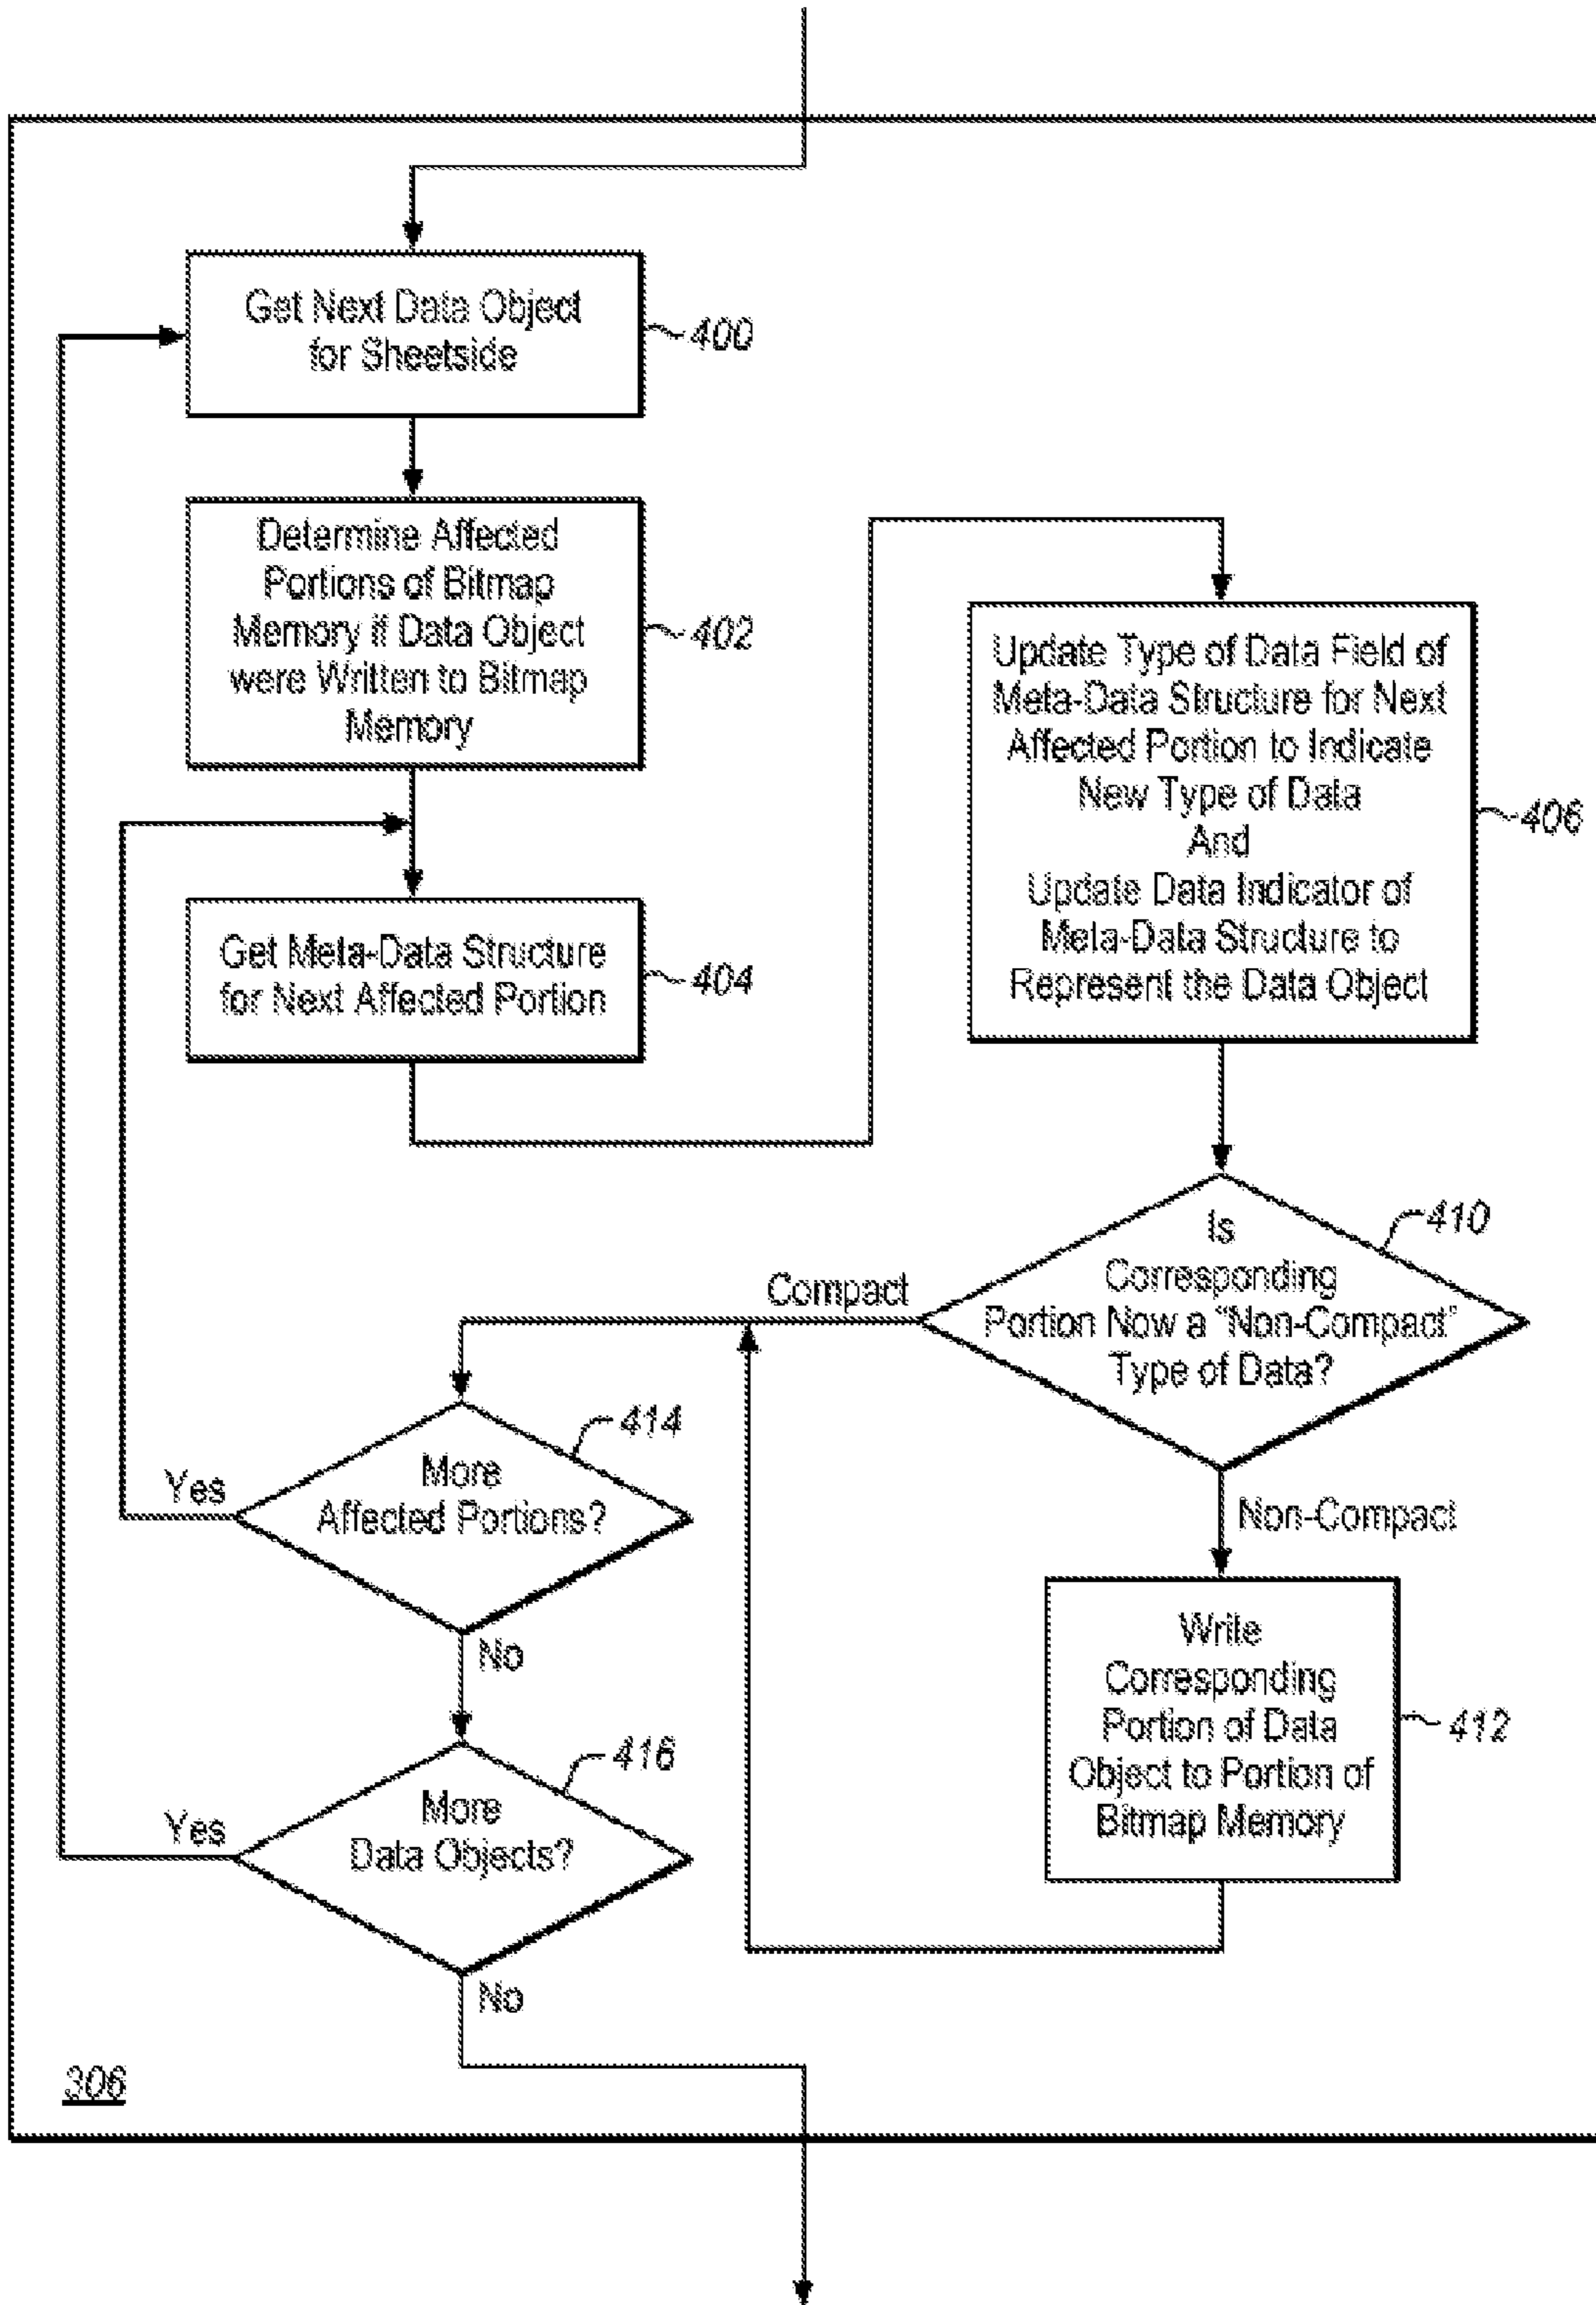 Get Next Data Object
for Sheetside
400
Determine Affected
Portions of Bitmap
Memory if Data Object
were Written to Bitmap
Memory
402
Get Meta-Data Structure
for Next Affected Portion
404
Update Type of Data Field of
Meta-Data Structure for Next
Affected Portion to Indicate
New Type of Data
And
Update Data Indicator of
Meta-Data Structure to
Represent the Data Object
406
Is
Corresponding
Portion Now a "Non-Compact"
Type of Data?
410
Compact
Non-Compact
Write
Corresponding
Portion of Data
Object to Portion of
Bitmap Memory
412
More
Affected Portions?
414
Yes
No
More
Data Objects?
416
Yes
No
306